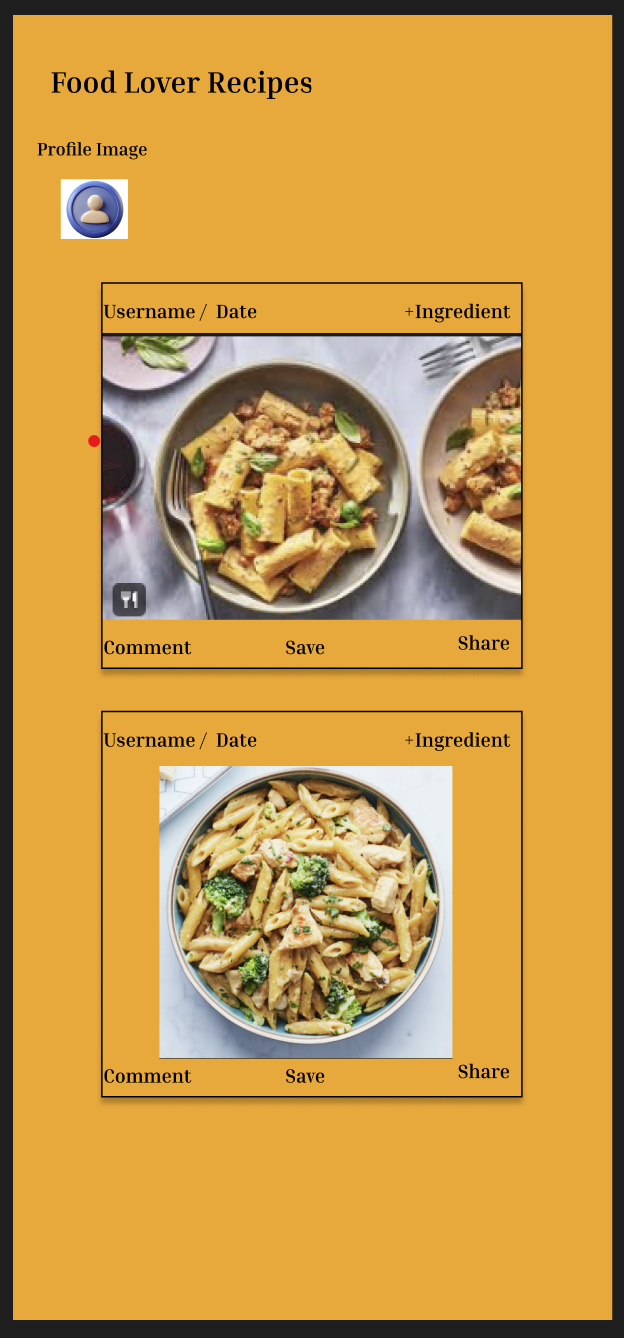 Food Lover Recipes
Profile Image
Username / Date +Ingredient
Comment Save Share
Username / Date +Ingredient
Comment Save Share